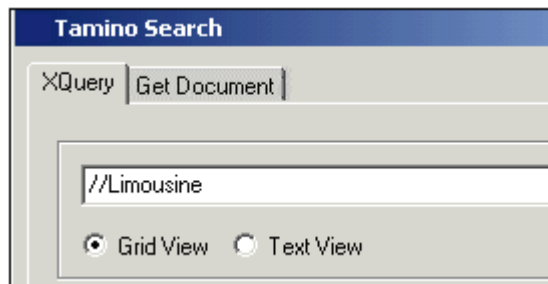 Tamino Search
XQuery Get Document
//Limousine
Grid View Text View